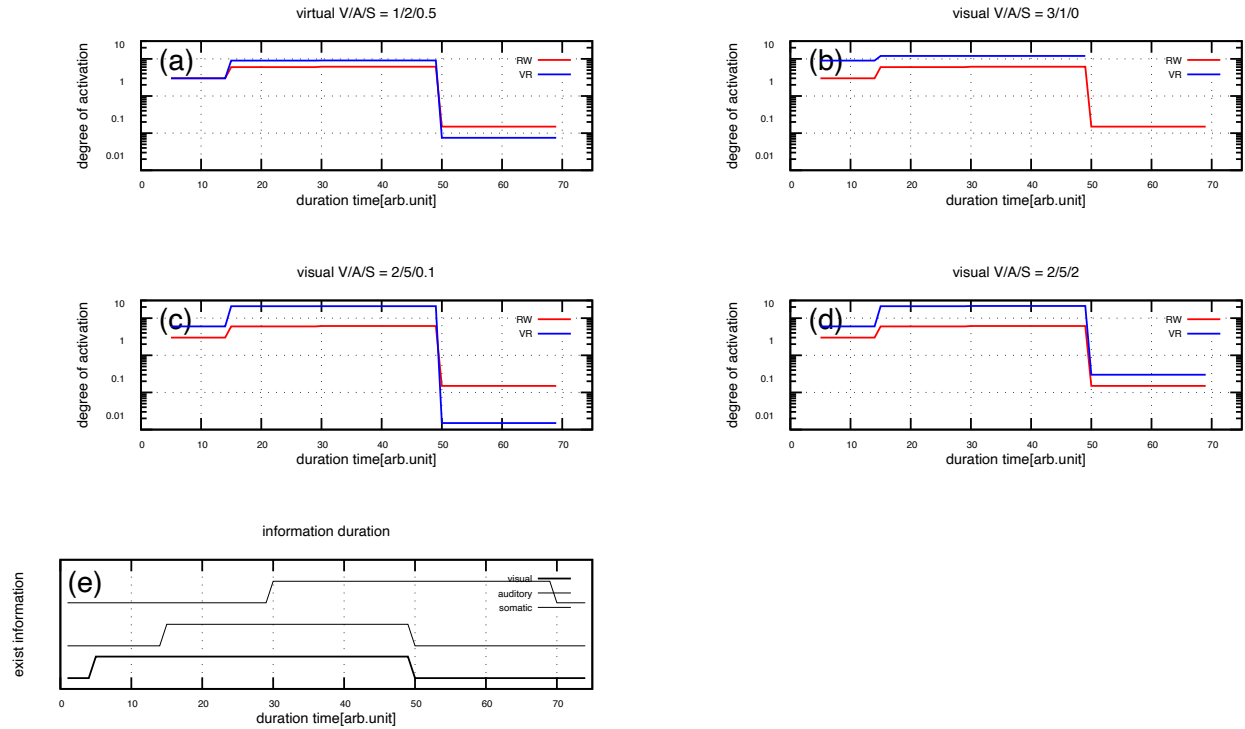 virtual V/A/S = 1/2/0.5
(a)
10
1
0.1
0.01
degree of activation
RW
VR
0 10 20 30 40 50 60 70
duration time[arb.unit]
visual V/A/S = 3/1/0
(b)
10
1
0.1
0.01
degree of activation
RW
VR
0 10 20 30 40 50 60 70
duration time[arb.unit]
visual V/A/S = 2/5/0.1
(c)
10
1
0.1
0.01
degree of activation
RW
VR
0 10 20 30 40 50 60 70
duration time[arb.unit]
visual V/A/S = 2/5/2
(d)
10
1
0.1
0.01
degree of activation
RW
VR
0 10 20 30 40 50 60 70
duration time[arb.unit]
information duration
(e)
exist information
visual
auditory
somatic
0 10 20 30 40 50 60 70
duration time[arb.unit]